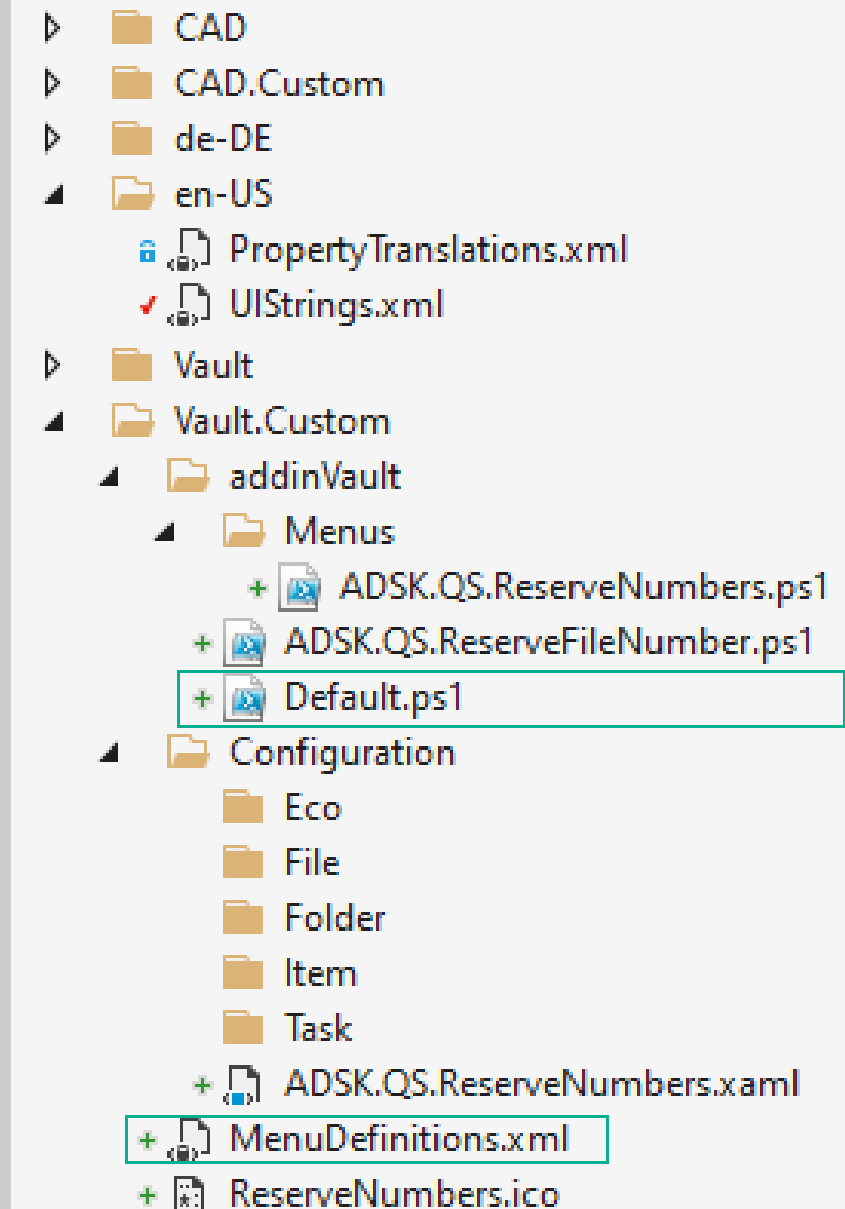 CAD
CAD.Custom
de-DE
en-US
PropertyTranslations.xml
UIStrings.xml
Vault
Vault.Custom
addinVault
Menus
ADSK.QS.ReserveNumbers.ps1
ADSK.QS.ReserveFileNumber.ps1
Default.ps1
Configuration
Eco
File
Folder
Item
Task
ADSK.QS.ReserveNumbers.xaml
MenuDefinitions.xml
ReserveNumbers.ico